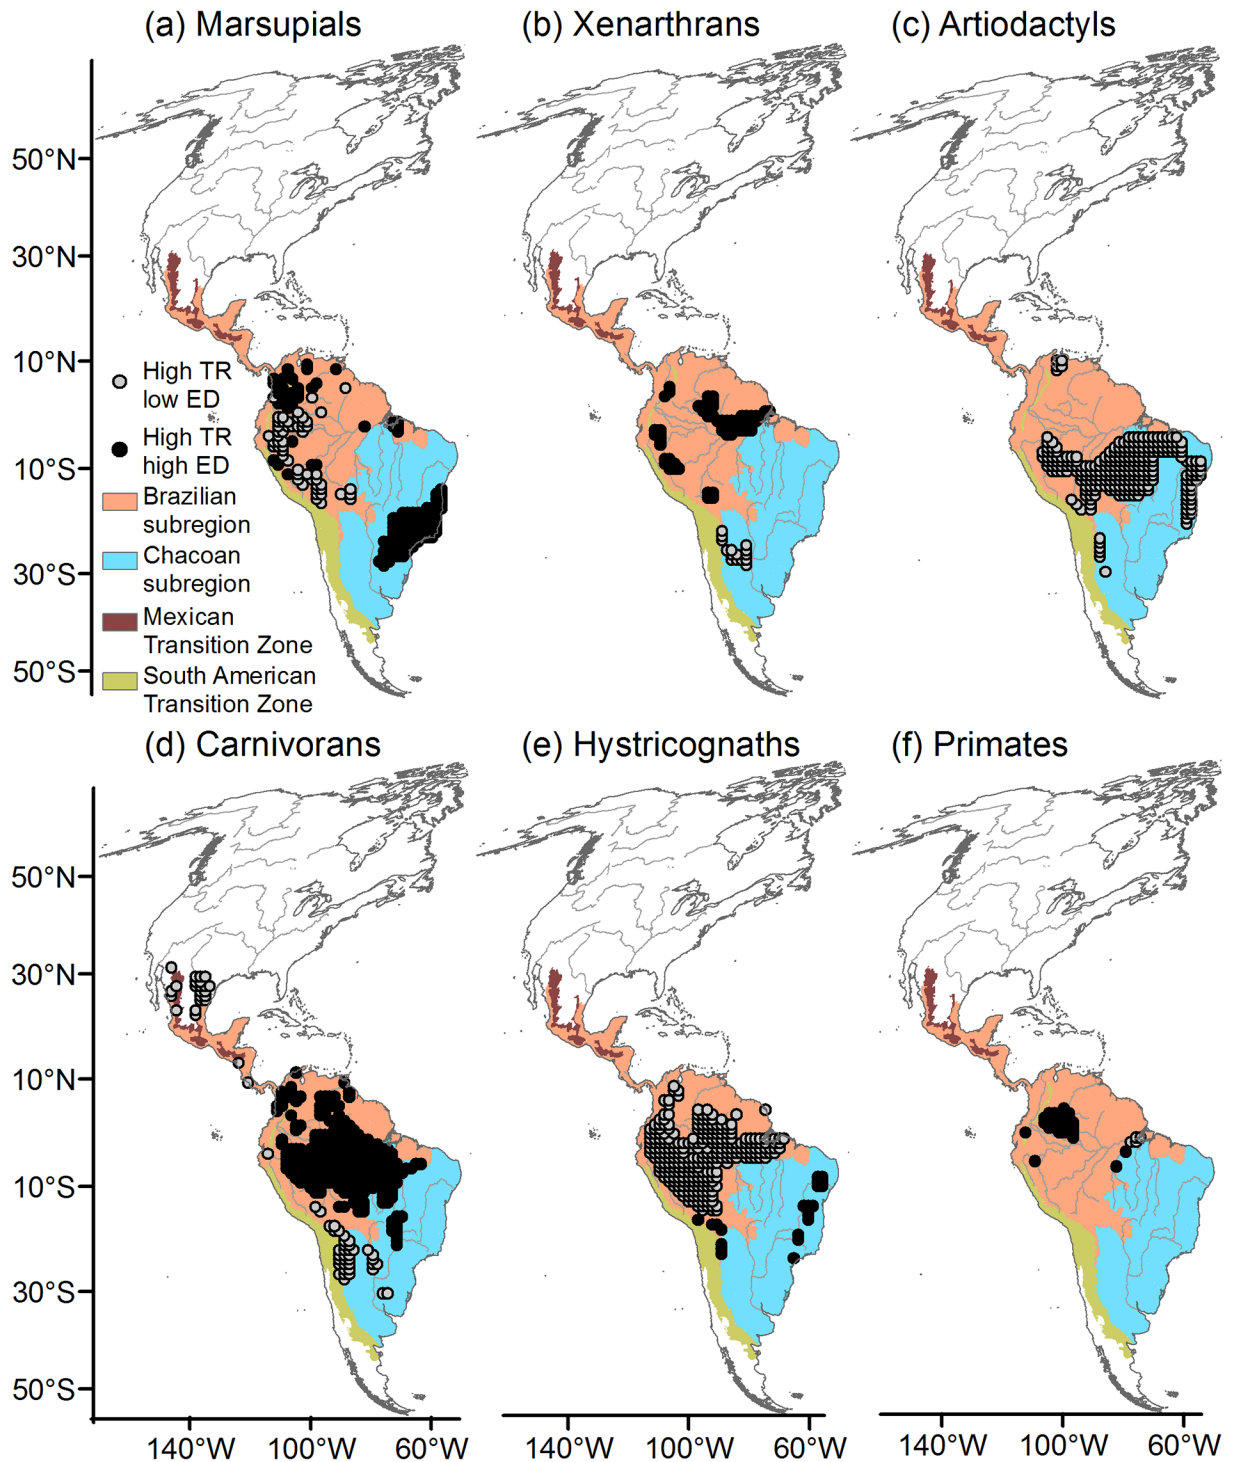 (a) Marsupials
(b) Xenarthrans
(c) Artiodactyls
50°N
30°N
10°N
10°S
30°S
50°S
High TR
low ED
High TR
high ED
Brazilian
subregion
Chacoan
subregion
Mexican
Transition Zone
South American
Transition Zone
(d) Carnivorans
(e) Hystricognaths
(f) Primates
50°N
30°N
10°N
10°S
30°S
50°S
140°W 100°W 60°W
140°W 100°W 60°W
140°W 100°W 60°W